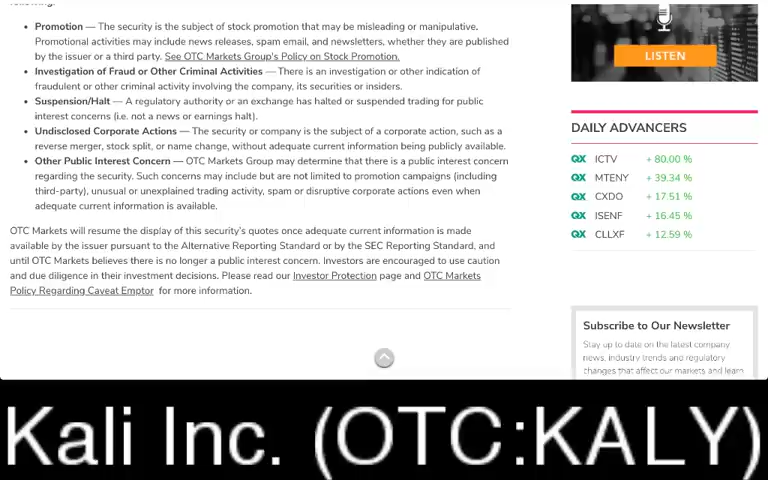 • Promotion — The security is the subject of stock promotion that may be misleading or manipulative.
Promotional activities may include news releases, spam email, and newsletters, whether they are published
by the issuer or a third party. See OTC Markets Group's Policy on Stock Promotion.
• Investigation of Fraud or Other Criminal Activities — There is an investigation or other indication of
fraudulent or other criminal activity involving the company, its securities or insiders.
• Suspension/Halt — A regulatory authority or an exchange has halted or suspended trading for public
interest concerns (i.e. not a news or earnings halt).
• Undisclosed Corporate Actions — The security or company is the subject of a corporate action, such as a
reverse merger, stock split, or name change, without adequate current information being publicly available.
• Other Public Interest Concern — OTC Markets Group may determine that there is a public interest concern
regarding the security. Such concerns may include but are not limited to promotion campaigns (including
third-party), unusual or unexplained trading activity, spam or disruptive corporate actions even when
adequate current information is available.
OTC Markets will resume the display of this security's quotes once adequate current information is made
available by the issuer pursuant to the Alternative Reporting Standard or by the SEC Reporting Standard, and
until OTC Markets believes there is no longer a public interest concern. Investors are encouraged to use caution
and due diligence in their investment decisions. Please read our Investor Protection page and OTC Markets
Policy Regarding Caveat Emptor for more information.
LISTEN
DAILY ADVANCERS
QX ICTV + 80.00 %
QX MTENY + 39.34 %
QX CXDO + 17.51 %
QX ISENF + 16.45 %
QX CLLXF + 12.59 %
Subscribe to Our Newsletter
Stay up to date on the latest company
news, industry trends and regulatory
changes that affect our markets and learn
Kali Inc. (OTC:KALY)